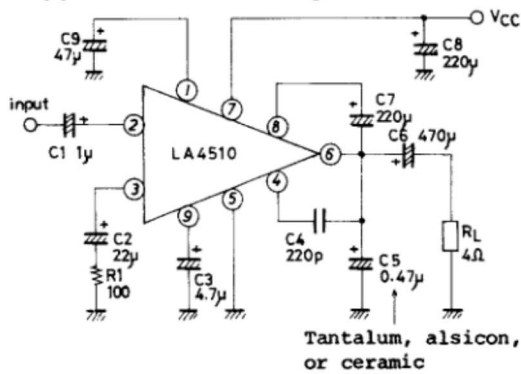 C9
47μ
+
1
7
VCC
C8
220μ
+
8
C7
220μ
+
input
C1 1μ
+
2
LA4510
6
C6 470μ
+
3
4
9
5
C2
22μ
+
R1
100
C3
4.7μ
+
C4
220p
C5
0.47μ
+
RL
4Ω
Tantalum, alsicon,
or ceramic